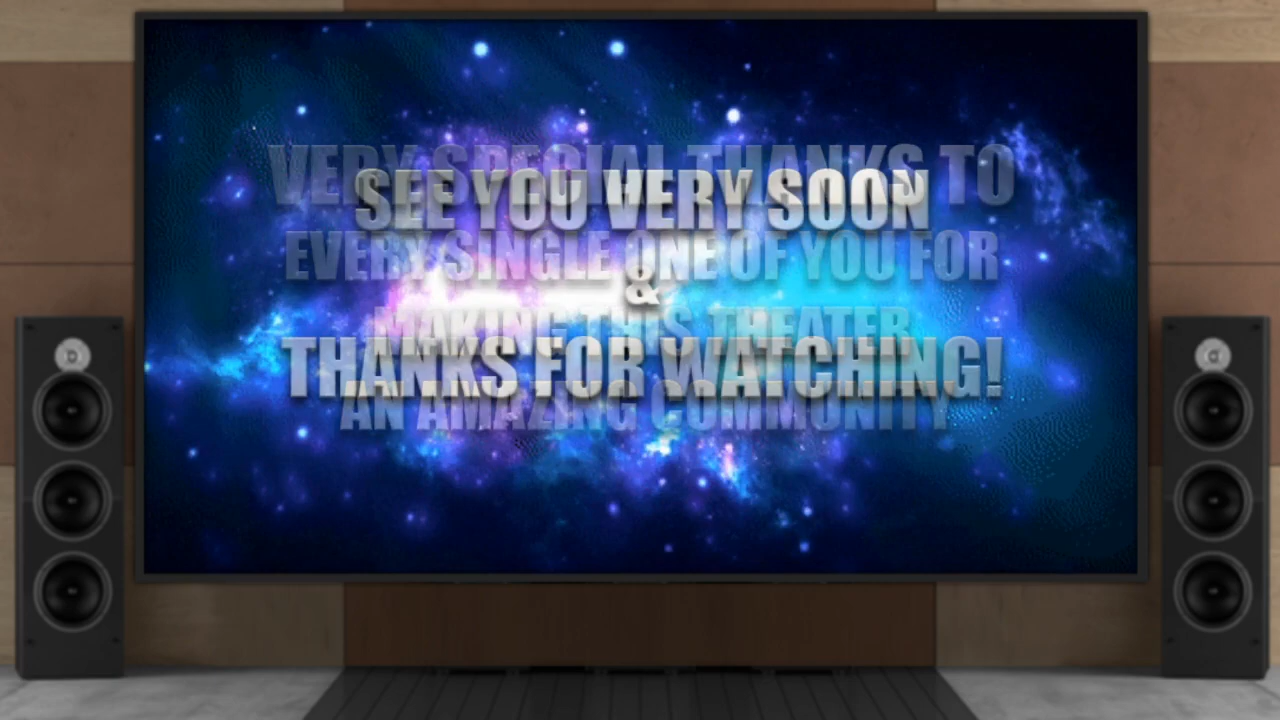 VERY SPECIAL THANKS TO
SEE YOU VERY SOON
EVERY SINGLE ONE OF YOU FOR
&
MAKING THIS THEATER
THANKS FOR WATCHING!
AN AMAZING COMMUNITY